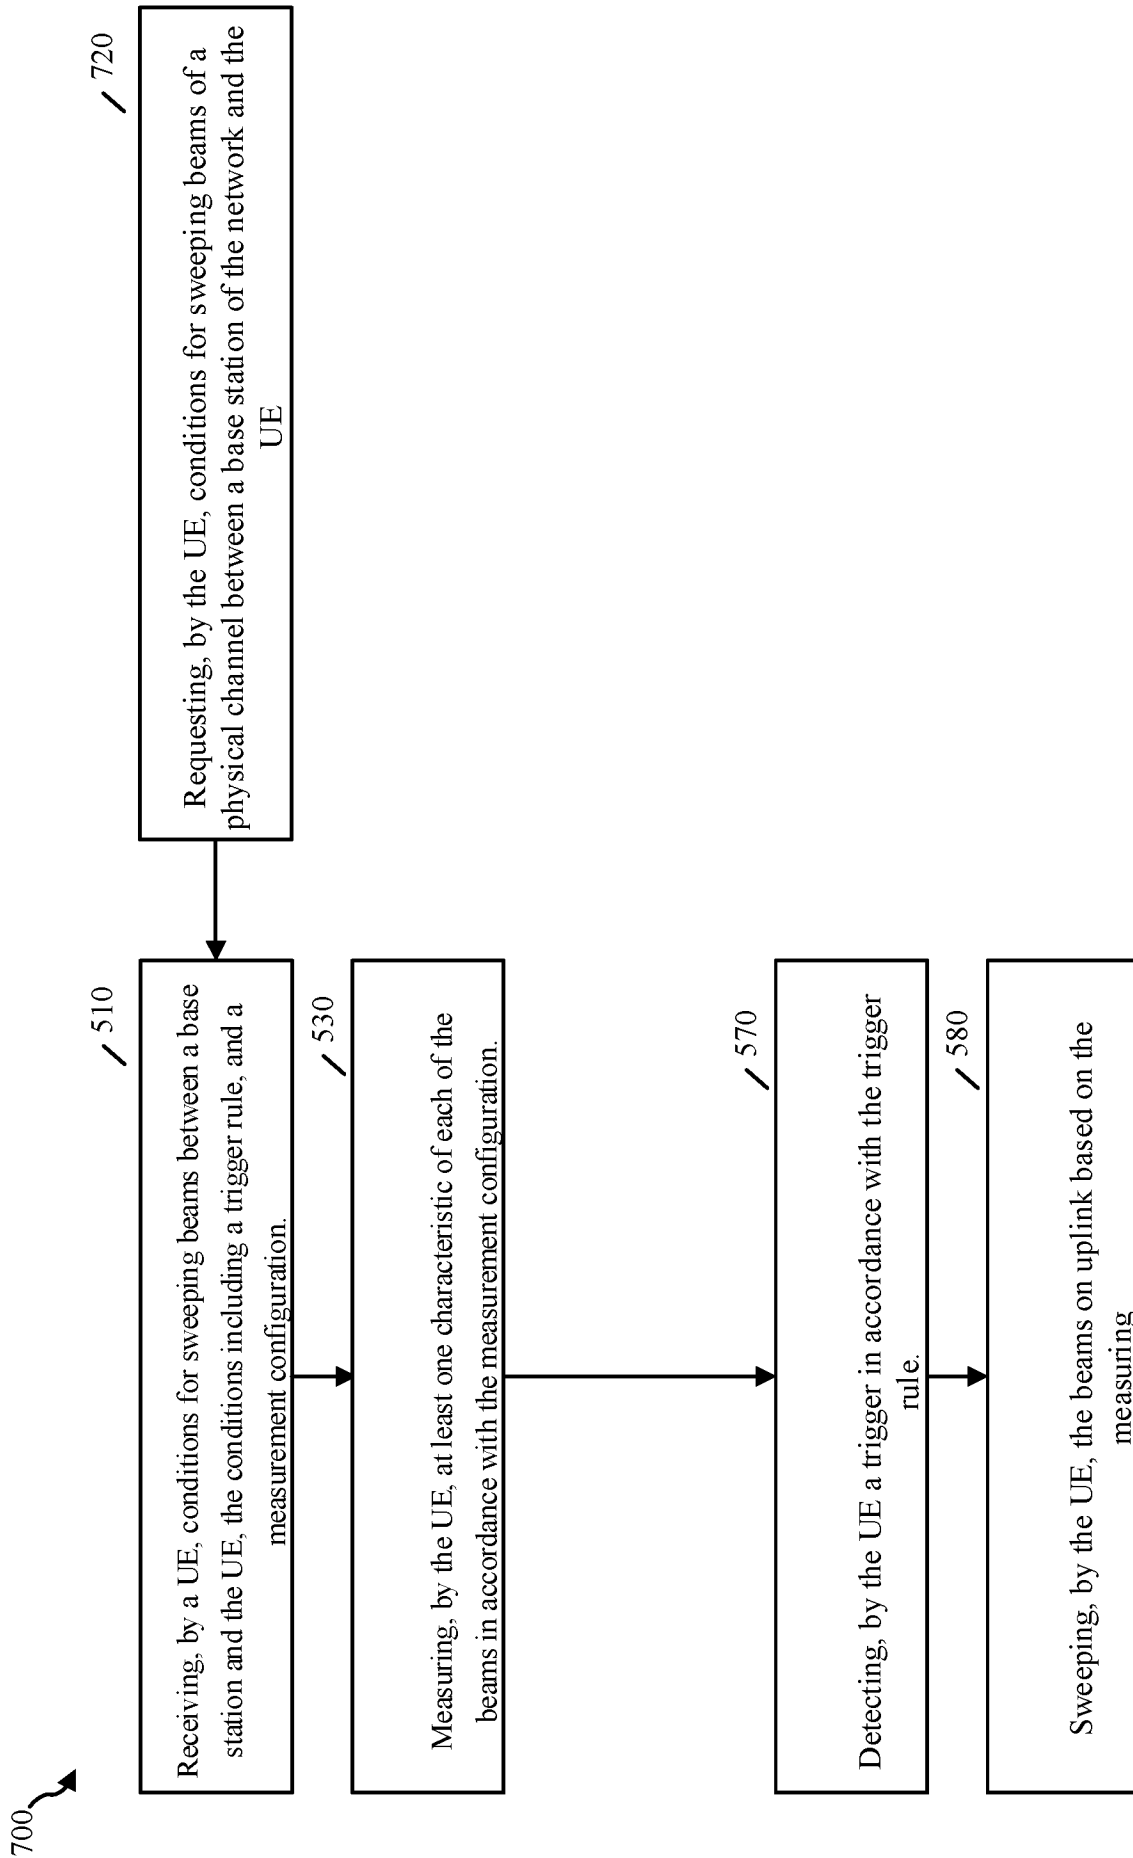 700
510
Receiving, by a UE, conditions for sweeping beams between a base
station and the UE, the conditions including a trigger rule, and a
measurement configuration.
720
Requesting, by the UE, conditions for sweeping beams of a
physical channel between a base station of the network and the
UE
530
Measuring, by the UE, at least one characteristic of each of the
beams in accordance with the measurement configuration.
570
Detecting, by the UE a trigger in accordance with the trigger
rule.
580
Sweeping, by the UE, the beams on uplink based on the
measuring